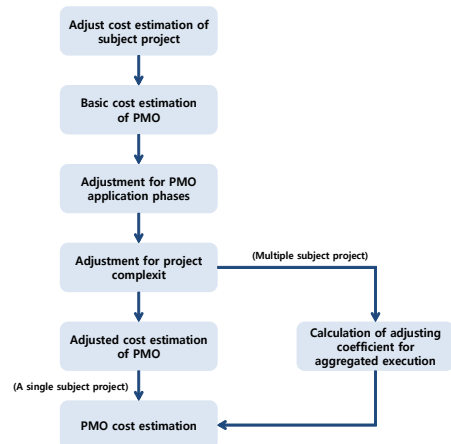 Adjust cost estimation of
subject project
Basic cost estimation
of PMO
Adjustment for PMO
application phases
Adjustment for project
complexit
(Multiple subject project)
Adjusted cost estimation
of PMO
Calculation of adjusting
coefficient for
aggregated execution
(A single subject project)
PMO cost estimation